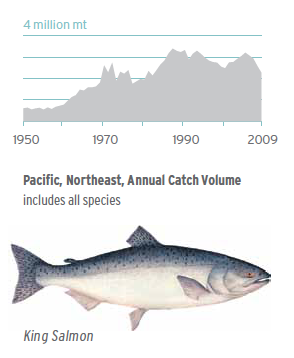 4 million mt
1950 1970 1990 2009
Pacific, Northeast, Annual Catch Volume
includes all species
King Salmon